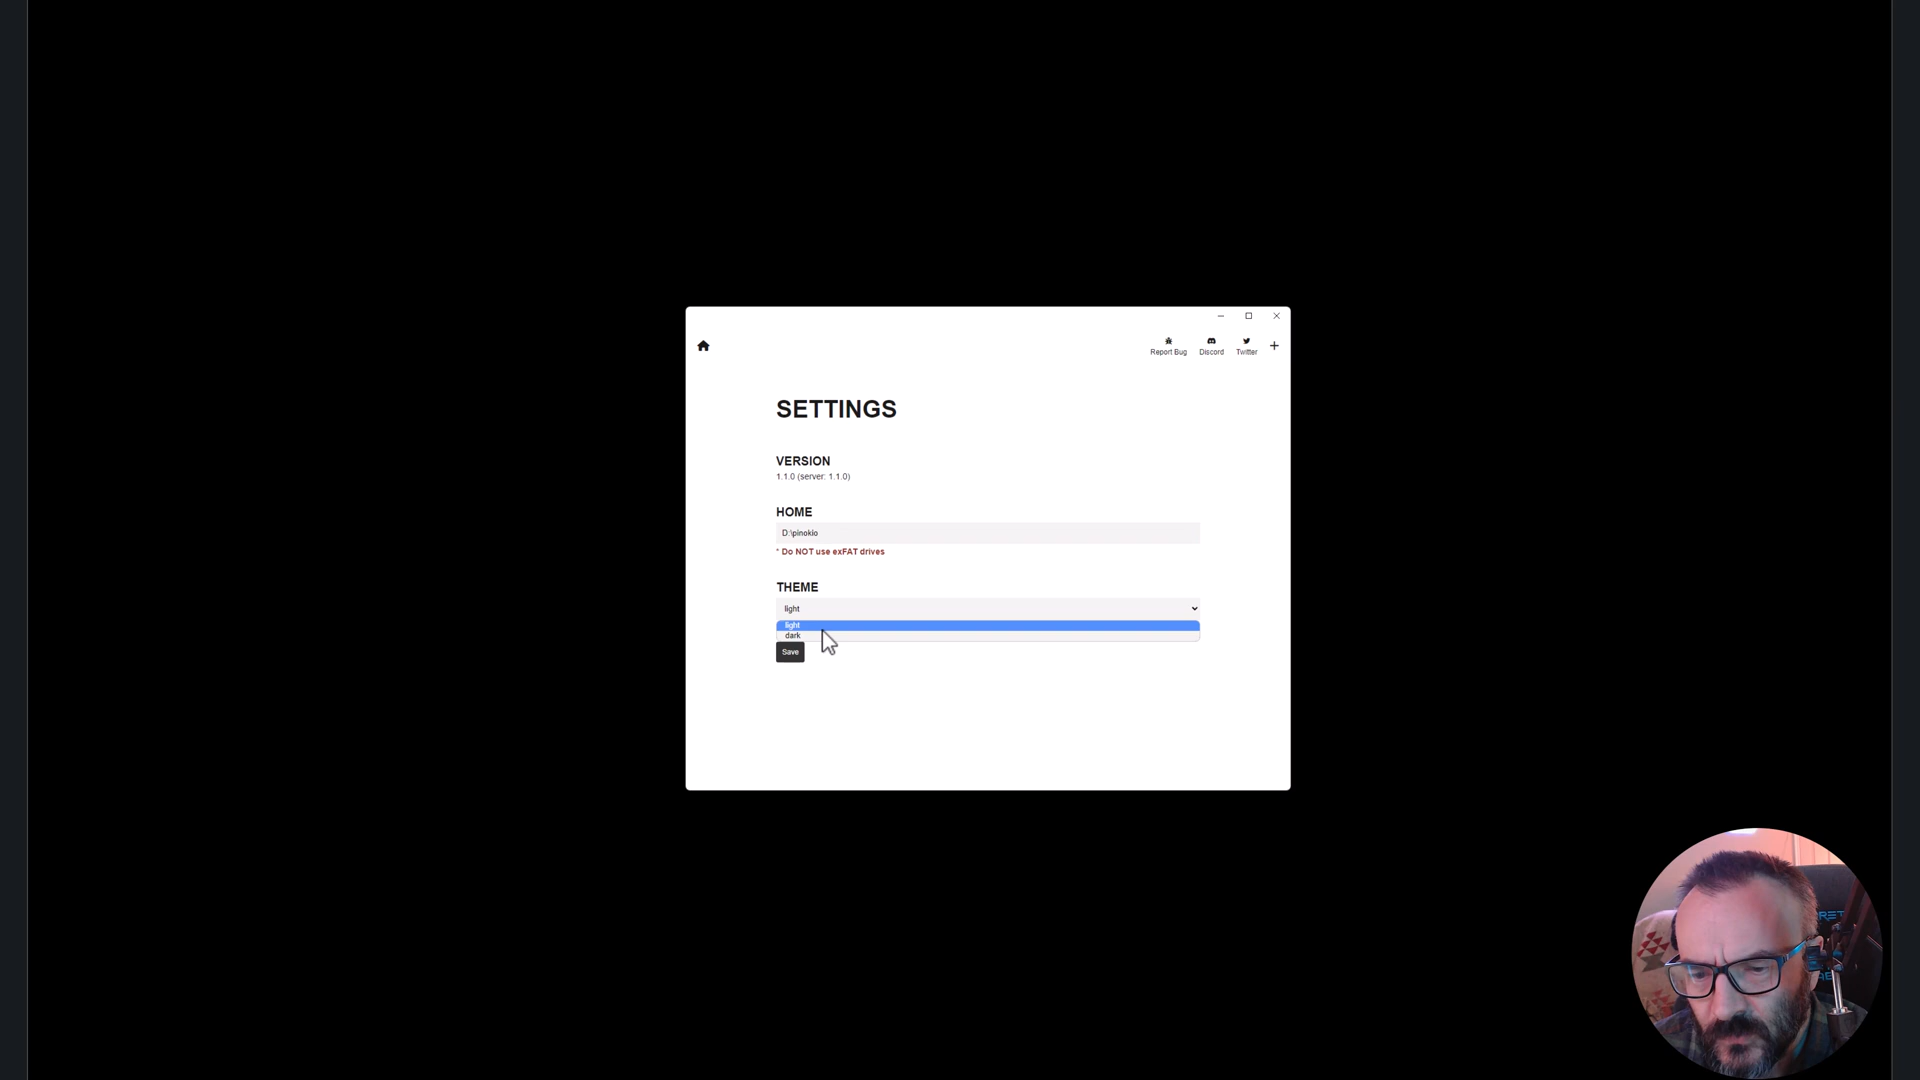 Report Bug
Discord
Twitter
SETTINGS
VERSION
1.1.0 (server: 1.1.0)
HOME
D:\pinokio
* Do NOT use exFAT drives
THEME
light
light
dark
Save